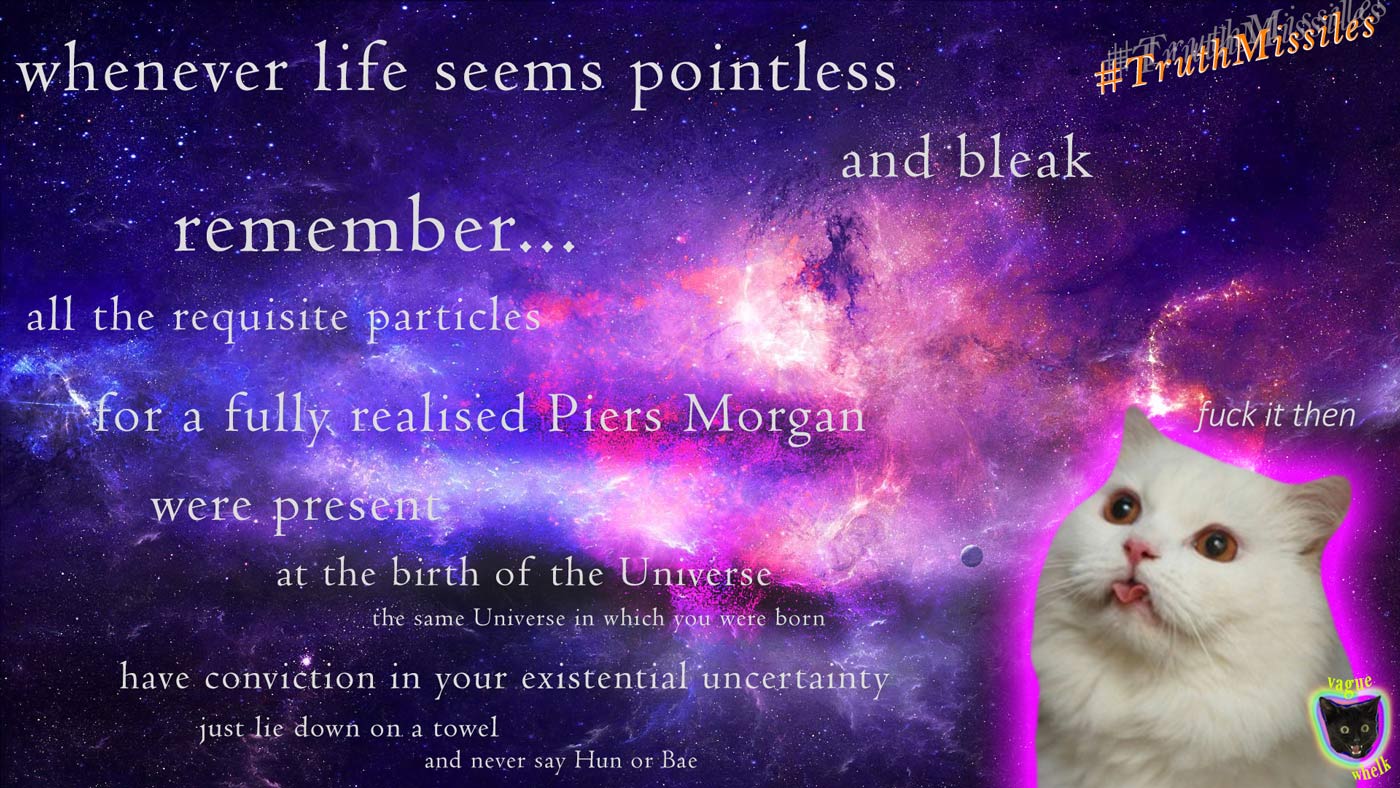 whenever life seems pointless
#TruthMissiles
and bleak
remember...
all the requisite particles
for a fully realised Piers Morgan
fuck it then
were present
at the birth of the Universe
the same Universe in which you were born
have conviction in your existential uncertainty
just lie down on a towel
and never say Hun or Bae
vague
whelk